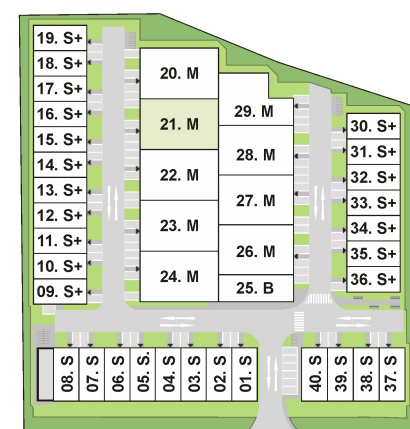 19. S+
18. S+
17. S+
16. S+
15. S+
14. S+
13. S+
12. S+
11. S+
10. S+
09. S+
20. M
21. M
22. M
23. M
24. M
29. M
28. M
27. M
26. M
25. B
30. S+
31. S+
32. S+
33. S+
34. S+
35. S+
36. S+
08. S
07. S
06. S
05. S.
04. S
03. S
02. S
01. S
40. S
39. S
38. S
37. S